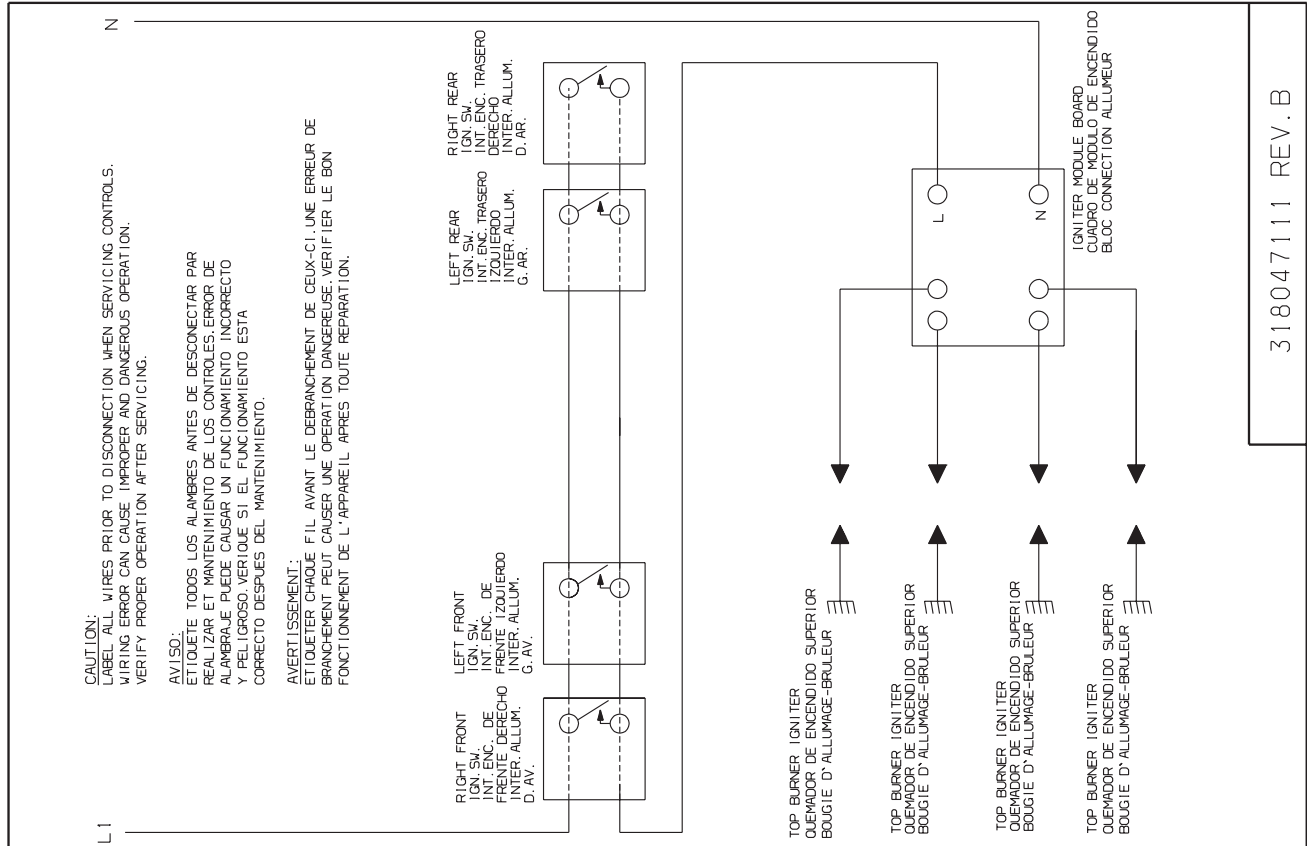 L1
N
CAUTION:
LABEL ALL WIRES PRIOR TO DISCONNECTION WHEN SERVICING CONTROLS.
WIRING ERROR CAN CAUSE IMPROPER AND DANGEROUS OPERATION.
VERIFY PROPER OPERATION AFTER SERVICING.
AVISO:
ETIQUETE TODOS LOS ALAMBRES ANTES DE DESCONECTAR PAR
REALIZAR ET MANTENIMIENTO DE LOS CONTROLES.ERROR DE
ALAMBRAJE PUEDE CAUSAR UN FUNCIONAMIENTO INCORRECTO
Y PELIGROSO.VERIQUE SI EL FUNCIONAMIENTO ESTA
CORRECTO DESPUES DEL MANTENIMIENTO.
AVERTISSEMENT:
ETIQUETER CHAQUE FIL AVANT LE DEBRANCHEMENT DE CEUX-CI.UNE ERREUR DE
BRANCHEMENT PEUT CAUSER UNE OPERATION DANGEREUSE.VERIFIER LE BON
FONCTIONNEMENT DE L'APPAREIL APRES TOUTE REPARATION.
RIGHT FRONT
IGN. SW.
INT. ENC. DE
FRENTE DERECHO
INTER. ALLUM.
D. AV.
LEFT FRONT
IGN. SW.
INT. ENC. DE
FRENTE IZQUIERDO
INTER. ALLUM.
G. AV.
LEFT REAR
IGN. SW.
INT. ENC. TRASERO
IZQUIERDO
INTER. ALLUM.
G. AR.
RIGHT REAR
IGN. SW.
INT. ENC. TRASERO
DERECHO
INTER. ALLUM.
D. AR.
L
N
IGNITER MODULE BOARD
CUADRO DE MODULO DE ENCENDIDO
BLOC CONNECTION ALLUMEUR
TOP BURNER IGNITER
QUEMADOR DE ENCENDIDO SUPERIOR
BOUGIE D'ALLUMAGE-BRULEUR
TOP BURNER IGNITER
QUEMADOR DE ENCENDIDO SUPERIOR
BOUGIE D'ALLUMAGE-BRULEUR
TOP BURNER IGNITER
QUEMADOR DE ENCENDIDO SUPERIOR
BOUGIE D'ALLUMAGE-BRULEUR
TOP BURNER IGNITER
QUEMADOR DE ENCENDIDO SUPERIOR
BOUGIE D'ALLUMAGE-BRULEUR
318047111 REV.B